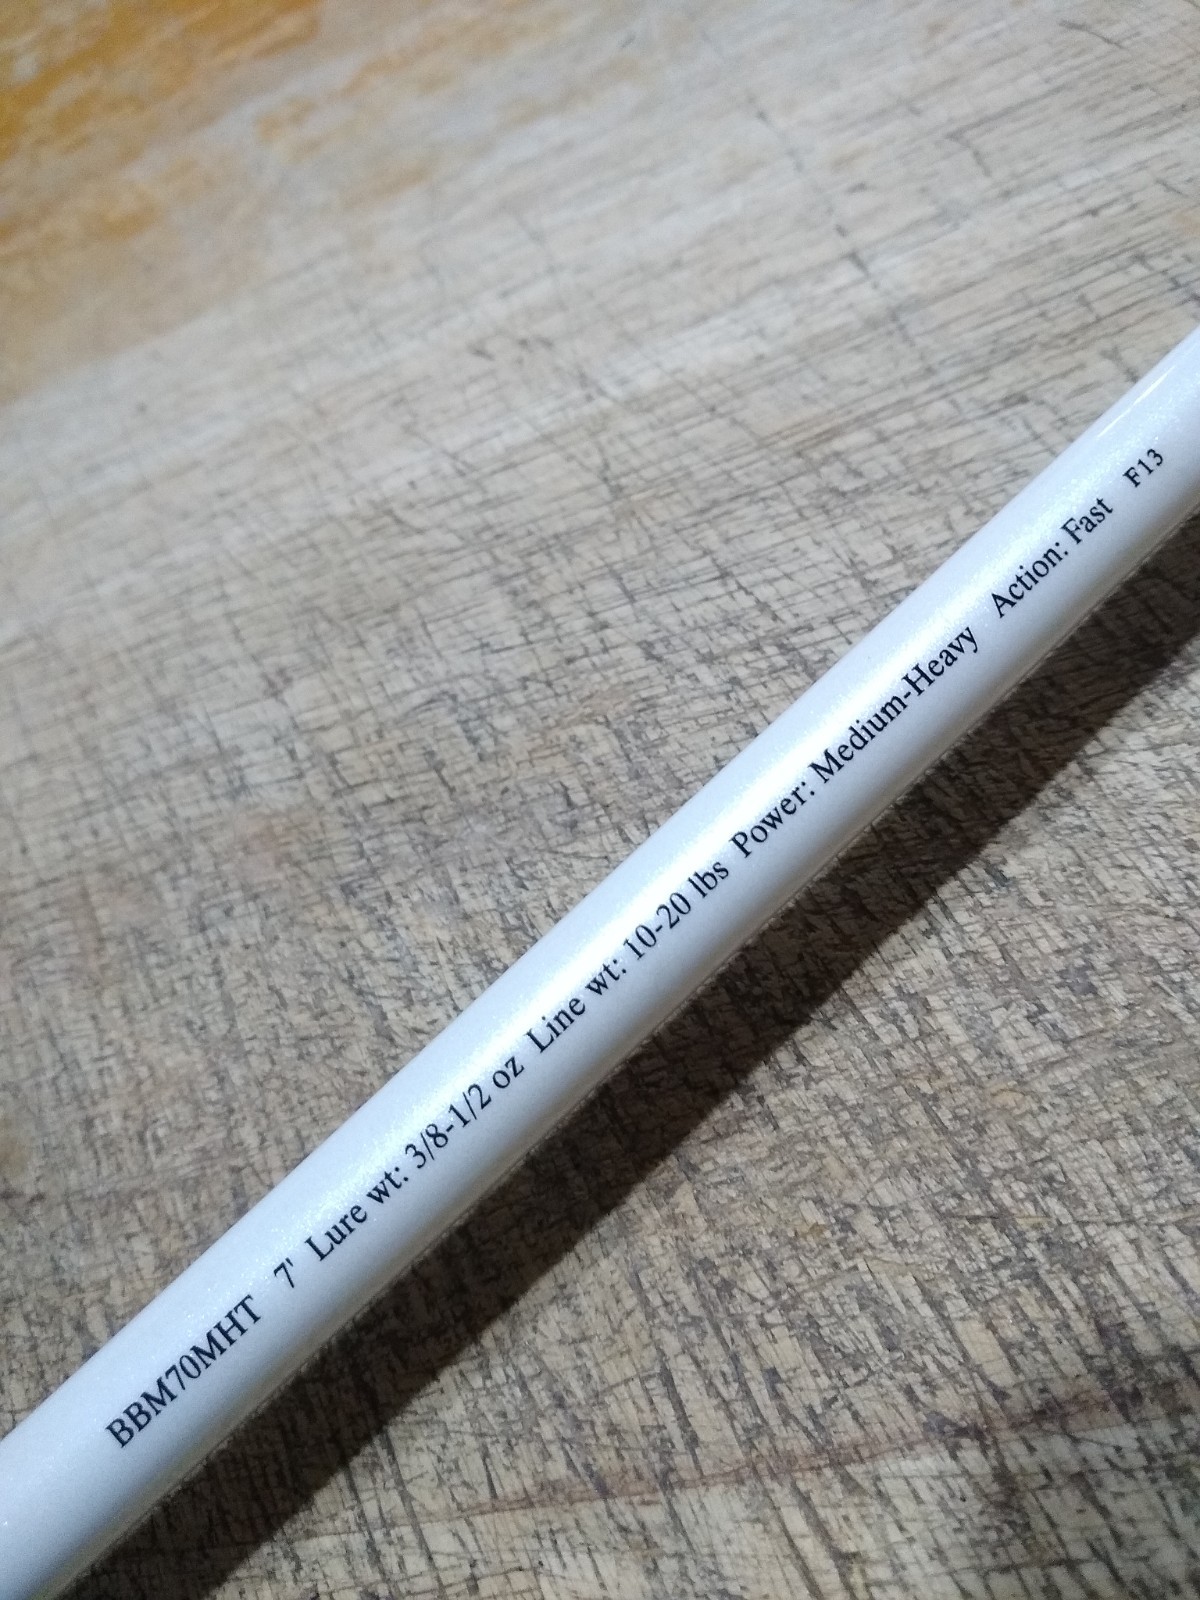 BBM70MHT 7' Lure wt: 3/8-1/2 oz Line wt: 10-20 lbs Power: Medium-Heavy Action: Fast F13